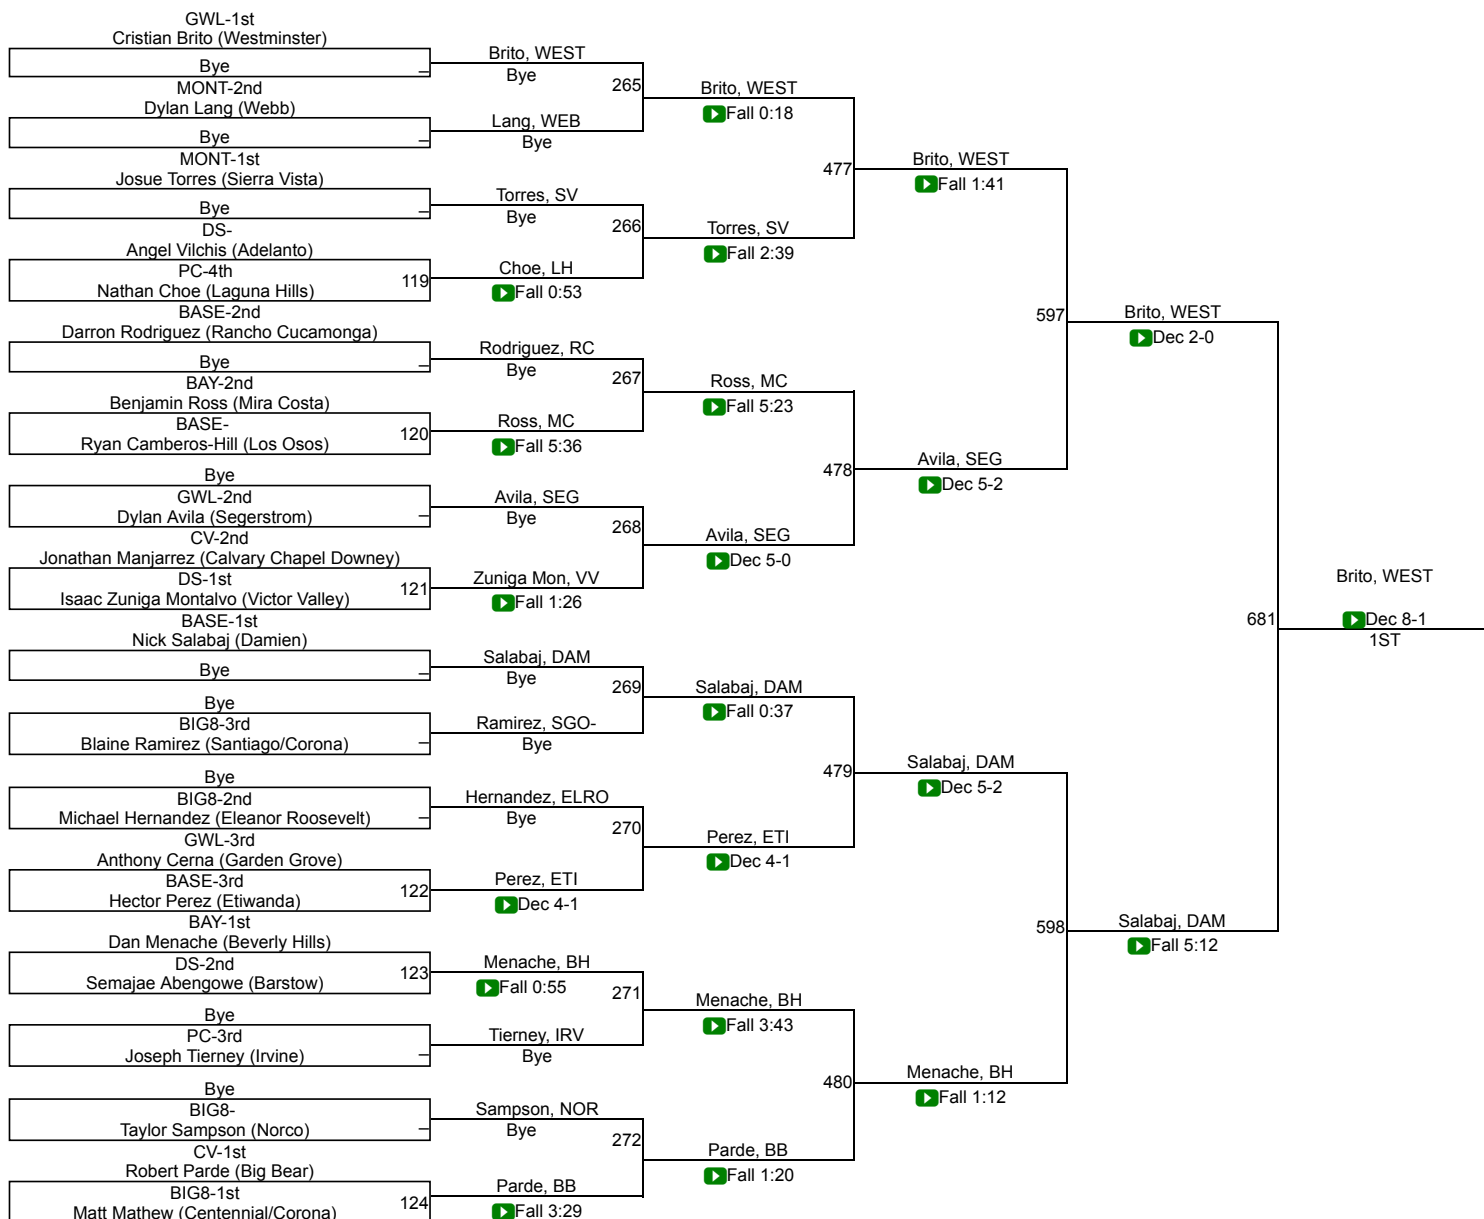 GWL-1st
Cristian Brito (Westminster)
Bye
MONT-2nd
Dylan Lang (Webb)
Bye
MONT-1st
Josue Torres (Sierra Vista)
Bye
DS-
Angel Vilchis (Adelanto)
PC-4th
119
Nathan Choe (Laguna Hills)
BASE-2nd
Darron Rodriguez (Rancho Cucamonga)
Bye
BAY-2nd
Benjamin Ross (Mira Costa)
BASE-
120
Ryan Camberos-Hill (Los Osos)
Bye
GWL-2nd
Dylan Avila (Segerstrom)
CV-2nd
Jonathan Manjarrez (Calvary Chapel Downey)
DS-1st
121
Isaac Zuniga Montalvo (Victor Valley)
BASE-1st
Nick Salabaj (Damien)
Bye
Bye
BIG8-3rd
Blaine Ramirez (Santiago/Corona)
Bye
BIG8-2nd
Michael Hernandez (Eleanor Roosevelt)
GWL-3rd
Anthony Cerna (Garden Grove)
BASE-3rd
122
Hector Perez (Etiwanda)
BAY-1st
Dan Menache (Beverly Hills)
DS-2nd
123
Semajae Abengowe (Barstow)
Bye
PC-3rd
Joseph Tierney (Irvine)
Bye
BIG8-
Taylor Sampson (Norco)
CV-1st
Robert Parde (Big Bear)
BIG8-1st
124
Matt Mathew (Centennial/Corona)
Brito, WEST
Bye
265
Lang, WEB
Bye
Torres, SV
Bye
266
Choe, LH
Fall 0:53
Rodriguez, RC
Bye
267
Ross, MC
Fall 5:36
Avila, SEG
Bye
268
Zuniga Mon, VV
Fall 1:26
Salabaj, DAM
Bye
269
Ramirez, SGO-
Bye
Hernandez, ELRO
Bye
270
Perez, ETI
Dec 4-1
Menache, BH
Fall 0:55
271
Tierney, IRV
Bye
Sampson, NOR
Bye
272
Parde, BB
Fall 3:29
Brito, WEST
Fall 0:18
477
Torres, SV
Fall 2:39
Ross, MC
Fall 5:23
478
Avila, SEG
Dec 5-0
Salabaj, DAM
Fall 0:37
479
Perez, ETI
Dec 4-1
Menache, BH
Fall 3:43
480
Parde, BB
Fall 1:20
Brito, WEST
Fall 1:41
597
Avila, SEG
Dec 5-2
Salabaj, DAM
Dec 5-2
598
Menache, BH
Fall 1:12
Brito, WEST
Dec 2-0
681
Salabaj, DAM
Fall 5:12
Brito, WEST
Dec 8-1
1ST